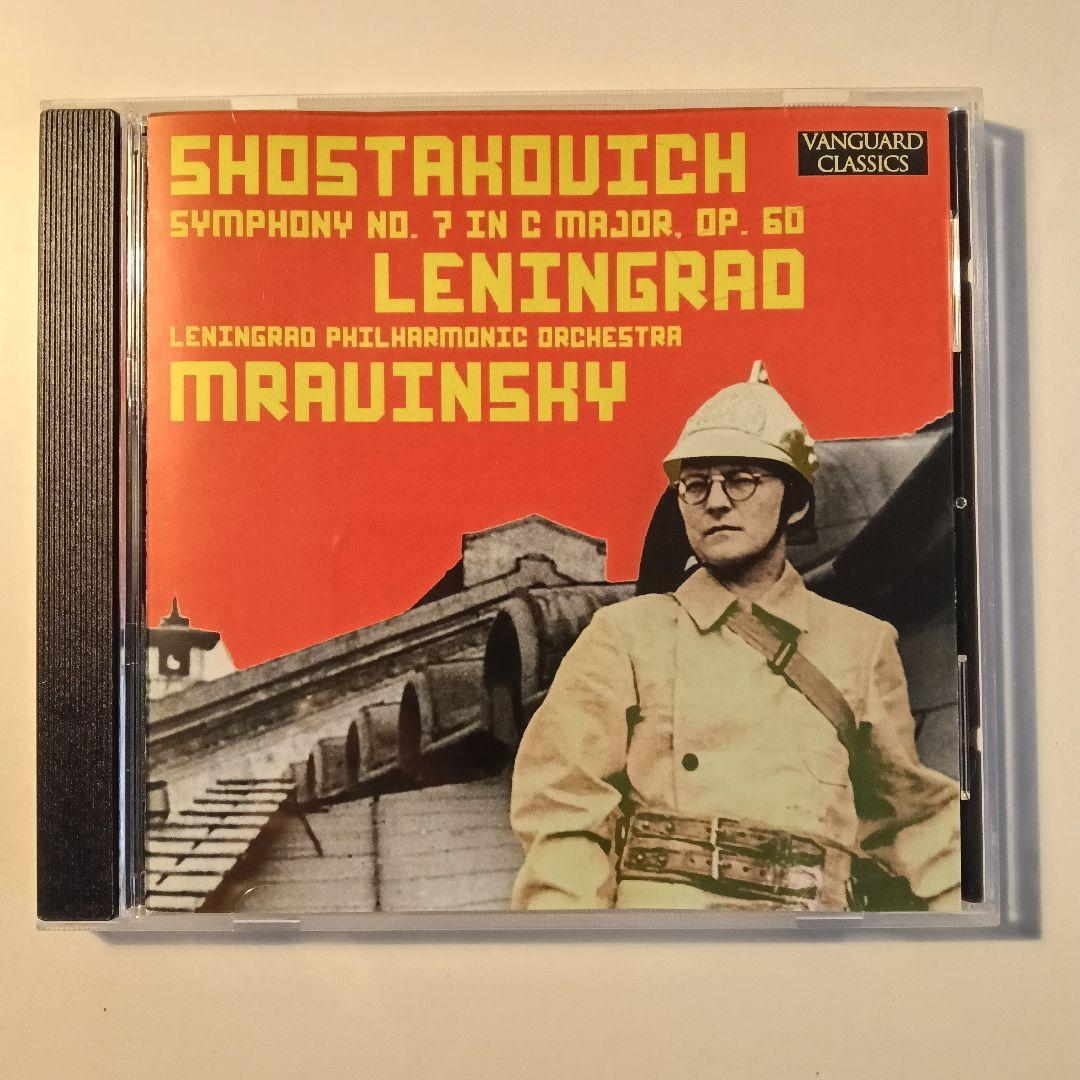 SHOSTAKOVICH
VANGUARD
CLASSICS
SYMPHONY NO. 7 IN C MAJOR, OP. 60
LENINGRAD
LENINGRAD PHILHARMONIC ORCHESTRA
MRAVINSKY